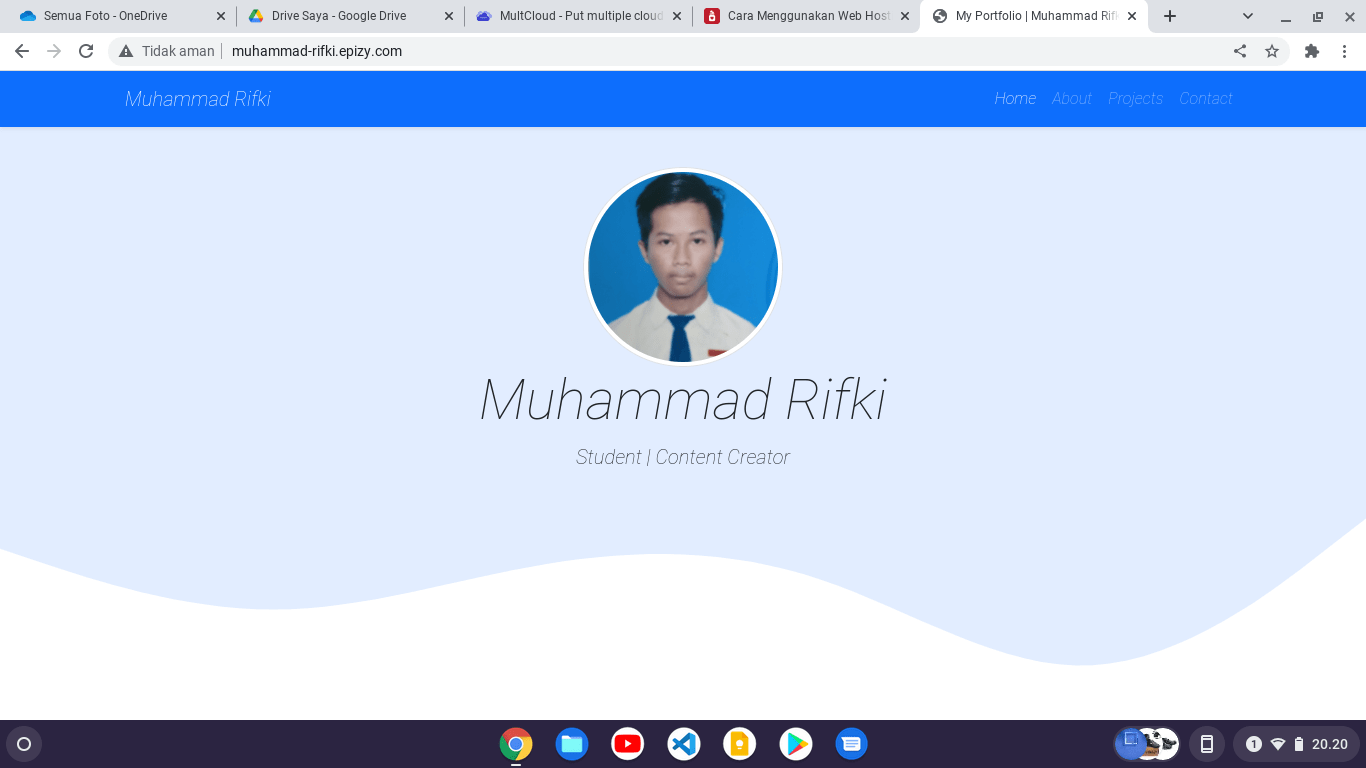 Semua Foto - OneDrive
Drive Saya - Google Drive
MultCloud - Put multiple cloud
Cara Menggunakan Web Host
My Portfolio | Muhammad Rifk
Tidak aman
muhammad-rifki.epizy.com
Muhammad Rifki
Home About Projects Contact
Muhammad Rifki
Student | Content Creator
1
20.20